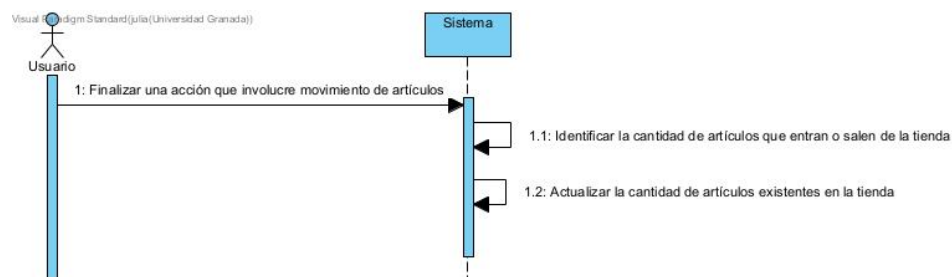 Visual Paradigm Standard(julia(Universidad Granada))
Sistema
Usuario
1: Finalizar una acción que involucre movimiento de artículos
1.1: Identificar la cantidad de artículos que entran o salen de la tienda
1.2: Actualizar la cantidad de artículos existentes en la tienda